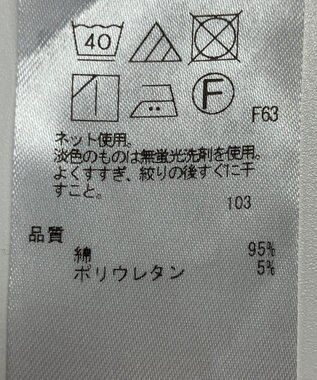 40
F
F63
ネット使用。
淡色のものは無蛍光洗剤を使用。
よくすすぎ、絞りの後すぐに干
すこと。
103
品質
綿 95%
ポリウレタン 5%